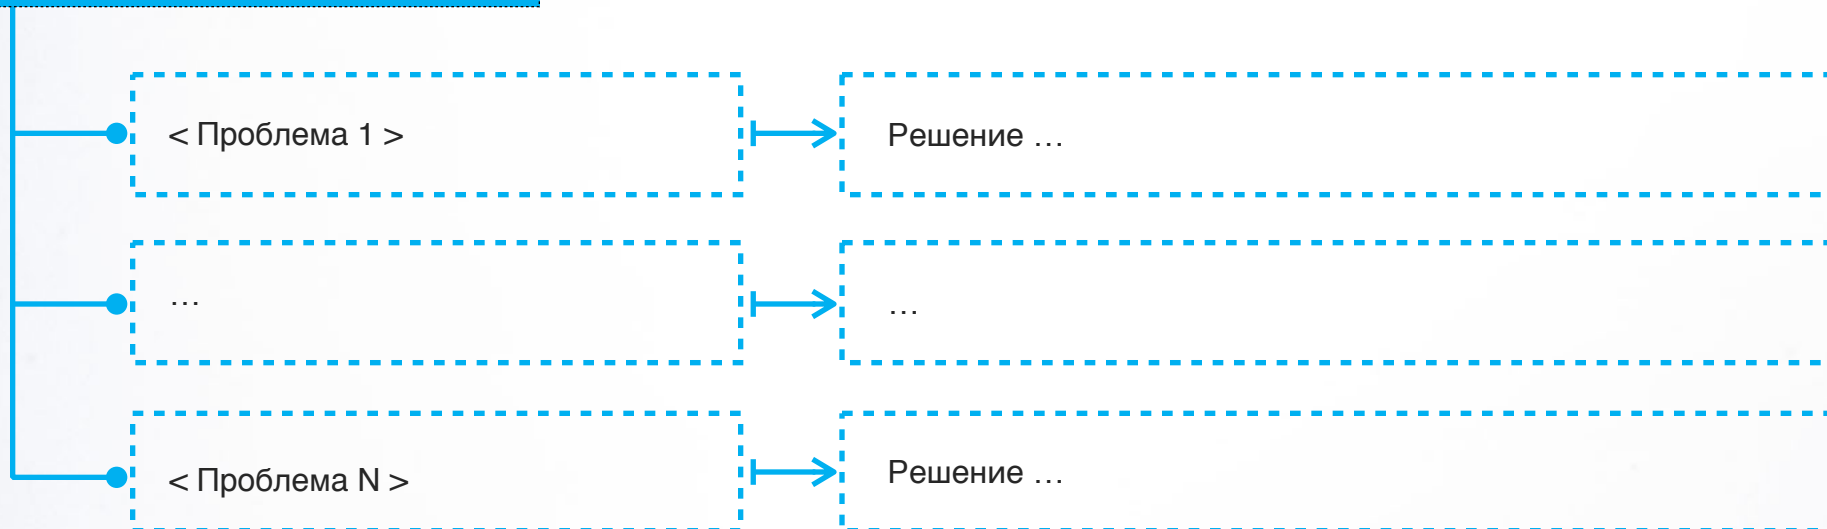 < Проблема 1 >
Решение …
…
…
< Проблема N >
Решение …